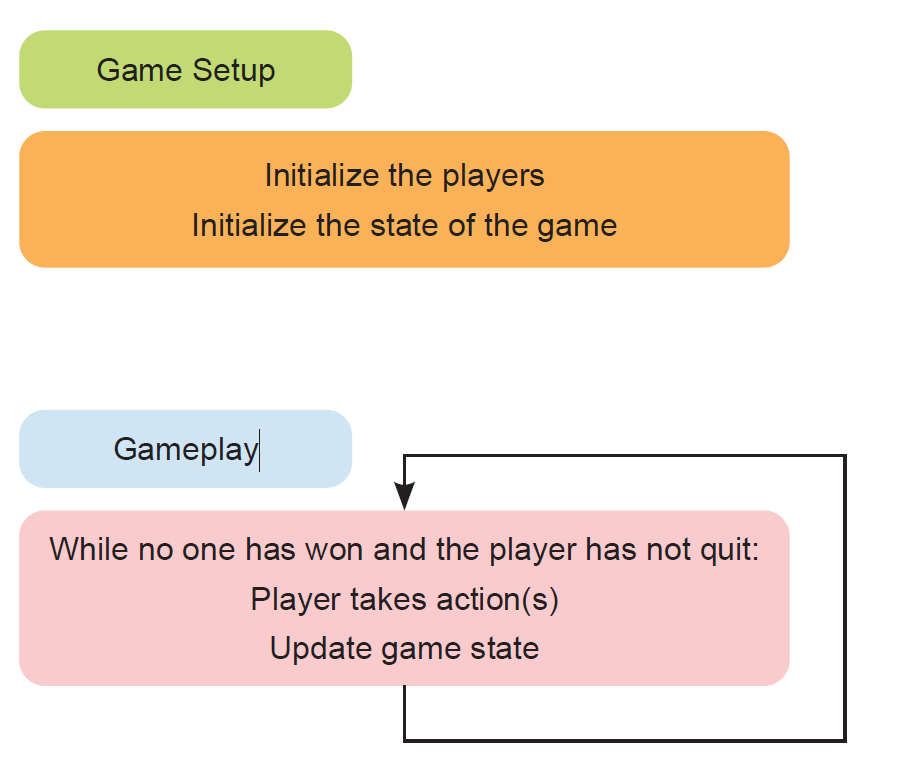 Game Setup
Initialize the players
Initialize the state of the game
Gameplay
While no one has won and the player has not quit:
Player takes action(s)
Update game state